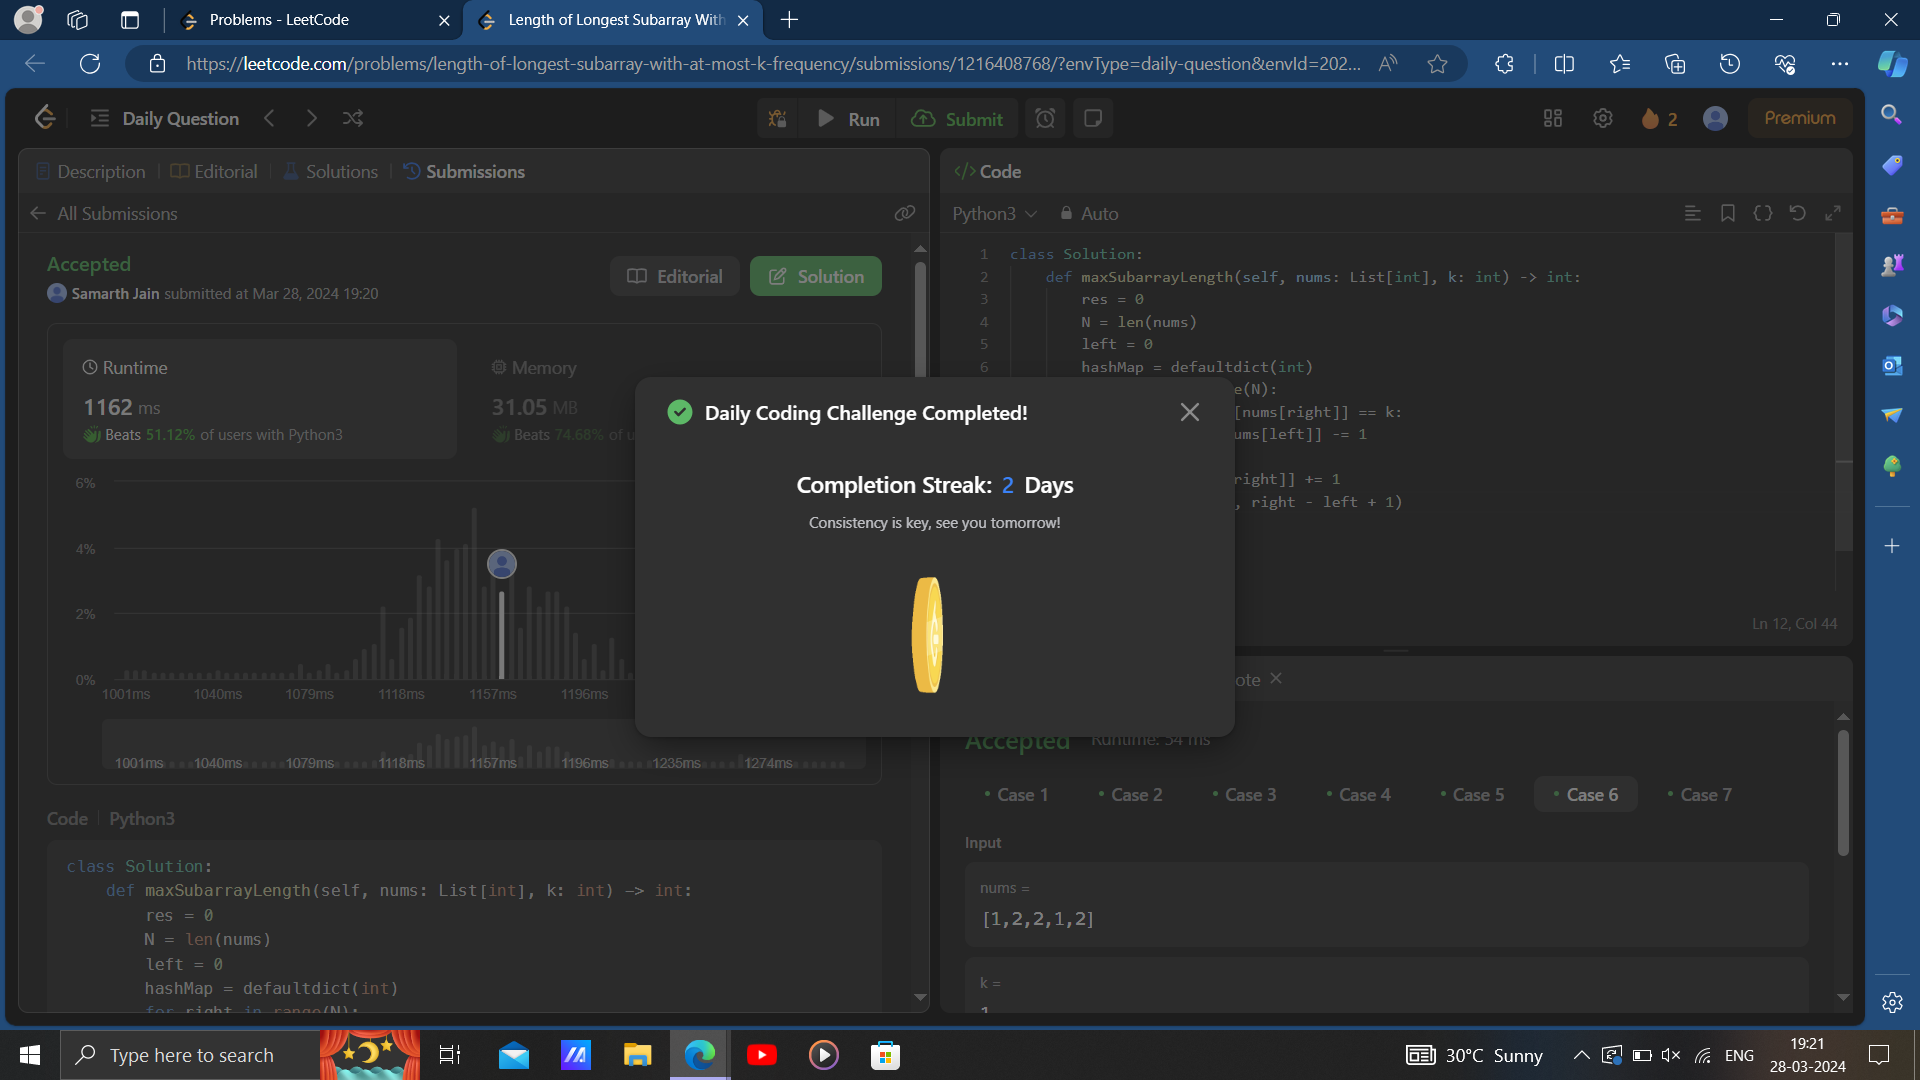 Problems - LeetCode
Length of Longest Subarray With
https://leetcode.com/problems/length-of-longest-subarray-with-at-most-k-frequency/submissions/1216408768/?envType=daily-question&envId=202...
Daily Question
Run
Submit
2
Premium
Description
Editorial
Solutions
Submissions
All Submissions
Accepted
Samarth Jain submitted at Mar 28, 2024 19:20
Editorial
Solution
Runtime
1162 ms
Beats 51.12% of users with Python3
Memory
31.05 MB
Beats 74.68% of u
6%
4%
2%
0%
1001ms 1040ms 1079ms 1118ms 1157ms 1196ms
1001ms 1040ms 1079ms 1118ms 1157ms 1196ms 1235ms 1274ms
Code Python3
class Solution:
def maxSubarrayLength(self, nums: List[int], k: int) -> int:
res = 0
N = len(nums)
left = 0
hashMap = defaultdict(int)
for right in range(N):
Daily Coding Challenge Completed!
Completion Streak: 2 Days
Consistency is key, see you tomorrow!
</> Code
Python3
Auto
1 class Solution:
2 def maxSubarrayLength(self, nums: List[int], k: int) -> int:
3 res = 0
4 N = len(nums)
5 left = 0
6 hashMap = defaultdict(int)
e(N):
[nums[right]] == k:
ums[left]] -= 1
right]] += 1
, right - left + 1)
Ln 12, Col 44
ote
Accepted Runtime: 54 ms
Case 1 Case 2 Case 3 Case 4 Case 5 Case 6 Case 7
Input
nums =
[1,2,2,1,2]
k =
1
Type here to search
30°C Sunny
ENG
19:21
28-03-2024